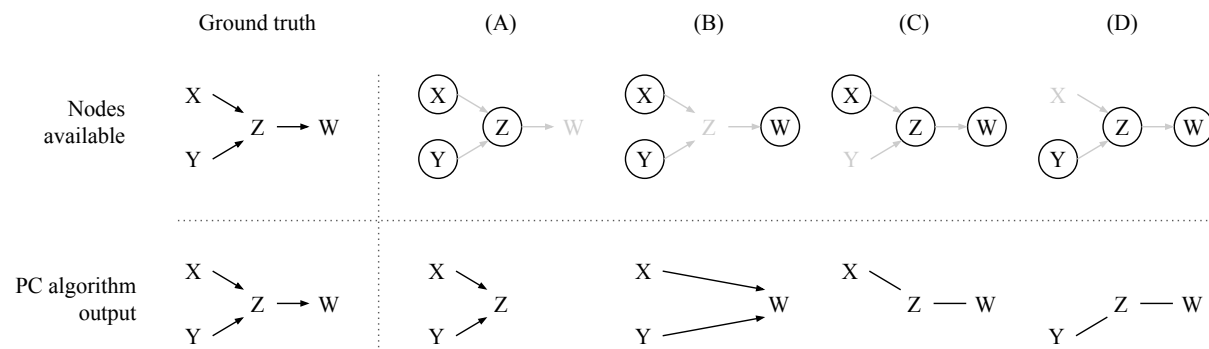 Ground truth (A) (B) (C) (D)
X X X X X
Nodes available
Z W Z W Z W Z W Z W
Y Y Y Y Y
X X X X
PC algorithm output
Z W Z W Z W Z W
Y Y Y Y